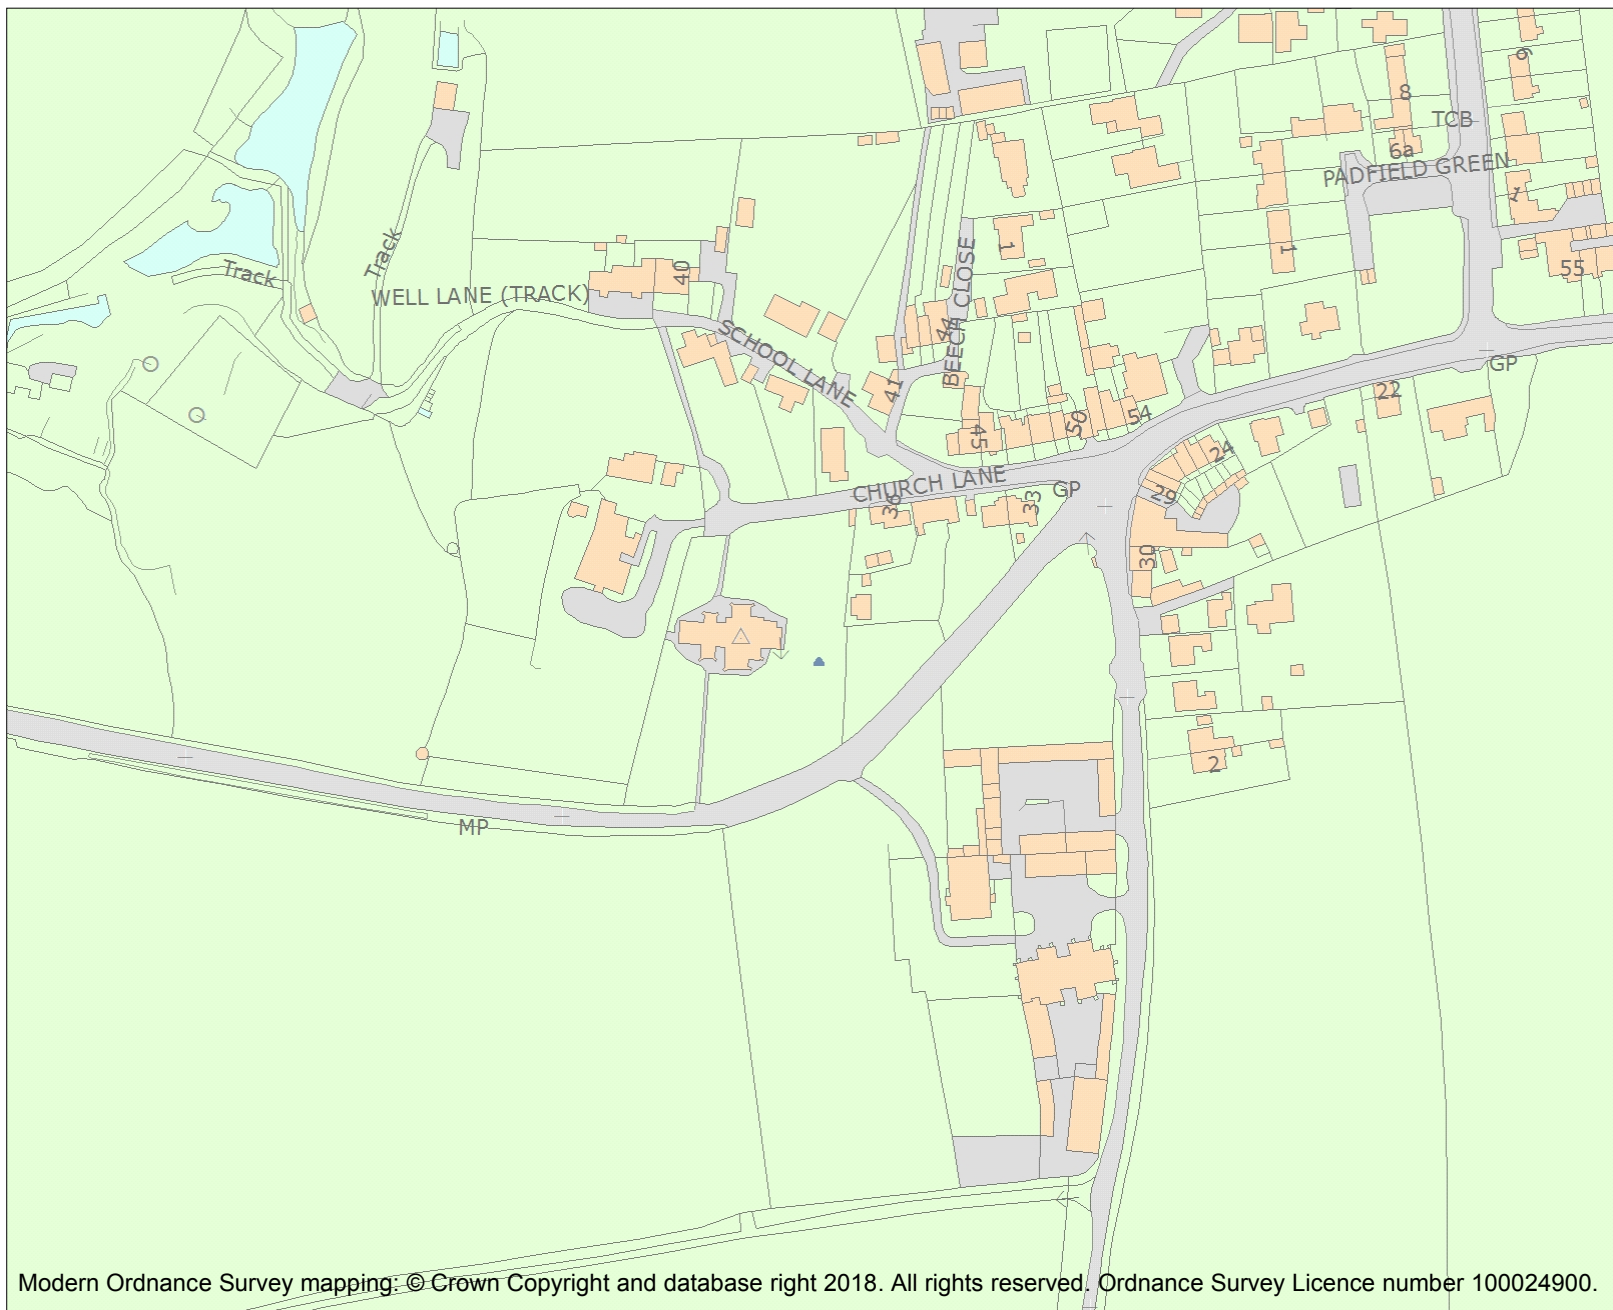 6
8
TCB
6a
PADFIELD GREEN
1
Track
Track
40
WELL LANE (TRACK)
1
1
55
BEECH CLOSE
44
SCHOOL LANE
41
GP
22
50
54
45
24
CHURCH LANE
GP
29
36
33
30
2
MP
Modern Ordnance Survey mapping: © Crown Copyright and database right 2018. All rights reserved. Ordnance Survey Licence number 100024900.